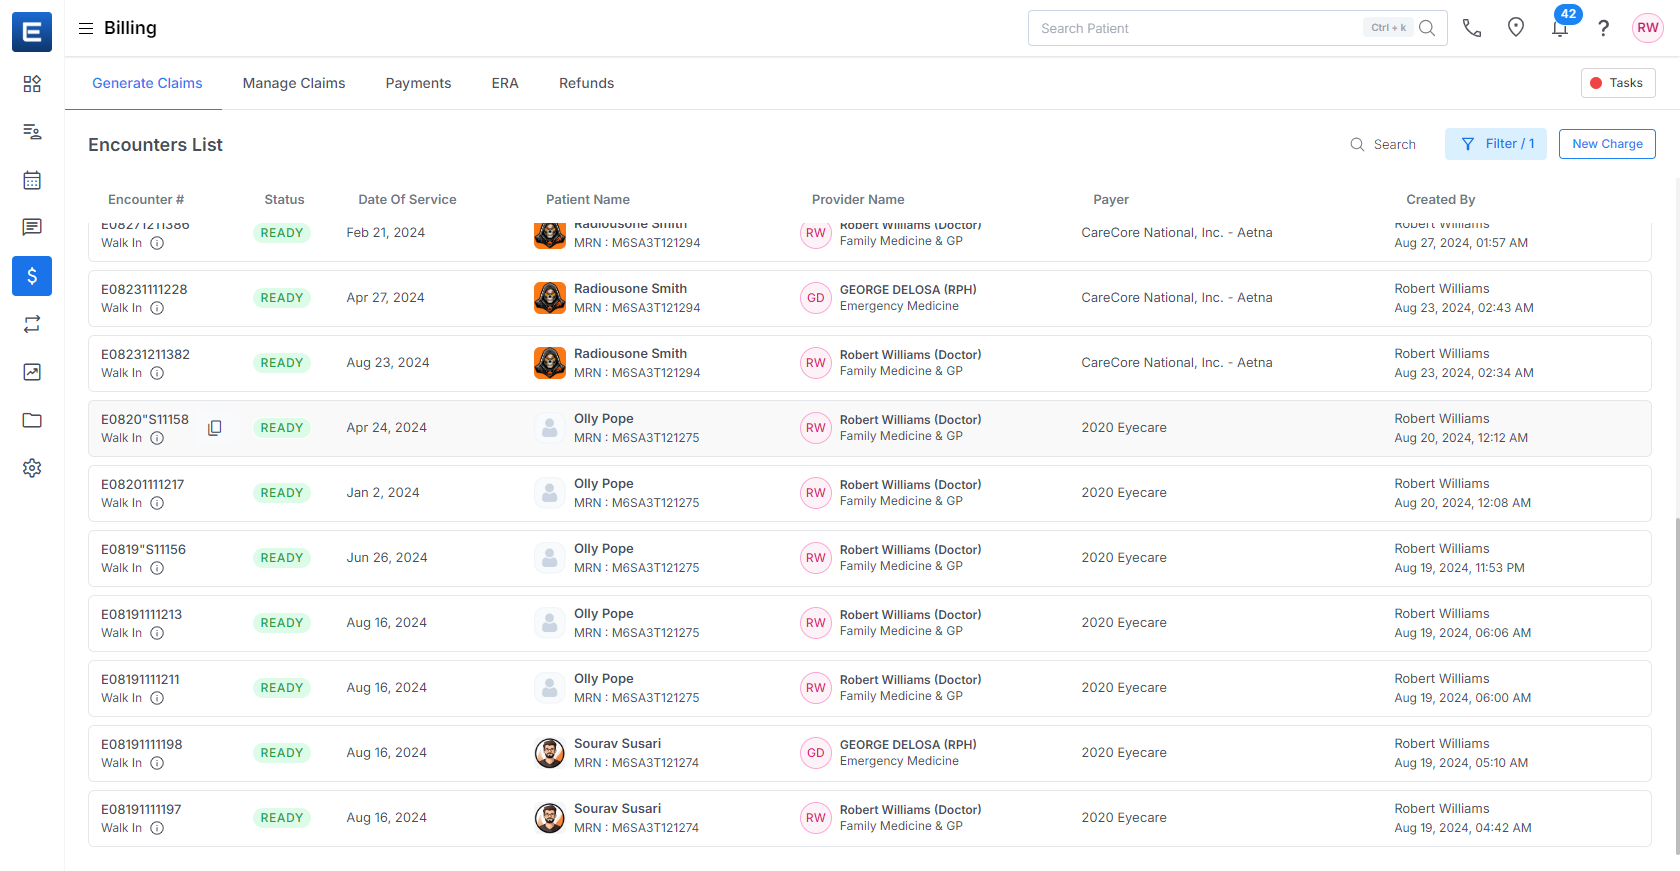 E
Billing
Search Patient
Ctrl + k
42
?
RW
Generate Claims
Manage Claims
Payments
ERA
Refunds
Tasks
Encounters List
Search
Filter / 1
New Charge
Encounter #
Status
Date Of Service
Patient Name
Provider Name
Payer
Created By
E08271211386
Walk In
READY
Feb 21, 2024
Radiousone Smith
MRN : M6SA3T121294
RW
Robert Williams (Doctor)
Family Medicine & GP
CareCore National, Inc. - Aetna
Robert Williams
Aug 27, 2024, 01:57 AM
E08231111228
Walk In
READY
Apr 27, 2024
Radiousone Smith
MRN : M6SA3T121294
GD
GEORGE DELOSA (RPH)
Emergency Medicine
CareCore National, Inc. - Aetna
Robert Williams
Aug 23, 2024, 02:43 AM
E08231211382
Walk In
READY
Aug 23, 2024
Radiousone Smith
MRN : M6SA3T121294
RW
Robert Williams (Doctor)
Family Medicine & GP
CareCore National, Inc. - Aetna
Robert Williams
Aug 23, 2024, 02:34 AM
E0820"S11158
Walk In
READY
Apr 24, 2024
Olly Pope
MRN : M6SA3T121275
RW
Robert Williams (Doctor)
Family Medicine & GP
2020 Eyecare
Robert Williams
Aug 20, 2024, 12:12 AM
E08201111217
Walk In
READY
Jan 2, 2024
Olly Pope
MRN : M6SA3T121275
RW
Robert Williams (Doctor)
Family Medicine & GP
2020 Eyecare
Robert Williams
Aug 20, 2024, 12:08 AM
E0819"S11156
Walk In
READY
Jun 26, 2024
Olly Pope
MRN : M6SA3T121275
RW
Robert Williams (Doctor)
Family Medicine & GP
2020 Eyecare
Robert Williams
Aug 19, 2024, 11:53 PM
E08191111213
Walk In
READY
Aug 16, 2024
Olly Pope
MRN : M6SA3T121275
RW
Robert Williams (Doctor)
Family Medicine & GP
2020 Eyecare
Robert Williams
Aug 19, 2024, 06:06 AM
E08191111211
Walk In
READY
Aug 16, 2024
Olly Pope
MRN : M6SA3T121275
RW
Robert Williams (Doctor)
Family Medicine & GP
2020 Eyecare
Robert Williams
Aug 19, 2024, 06:00 AM
E08191111198
Walk In
READY
Aug 16, 2024
Sourav Susari
MRN : M6SA3T121274
GD
GEORGE DELOSA (RPH)
Emergency Medicine
2020 Eyecare
Robert Williams
Aug 19, 2024, 05:10 AM
E08191111197
Walk In
READY
Aug 16, 2024
Sourav Susari
MRN : M6SA3T121274
RW
Robert Williams (Doctor)
Family Medicine & GP
2020 Eyecare
Robert Williams
Aug 19, 2024, 04:42 AM